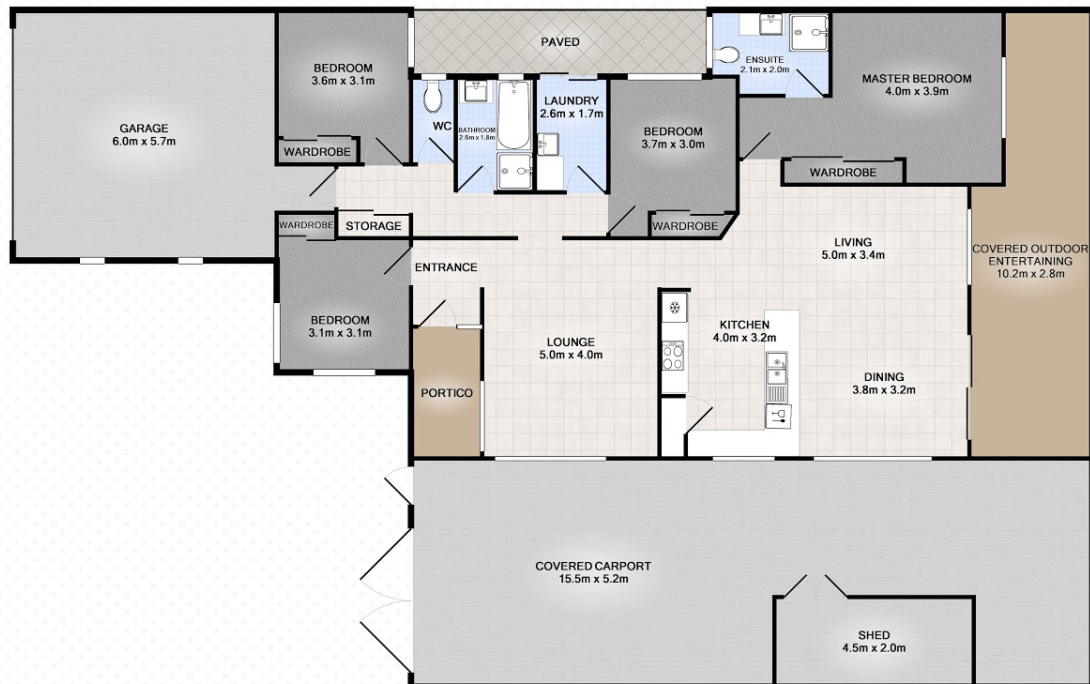 PAVED
ENSUITE
2.1m x 2.0m
BEDROOM
3.6m x 3.1m
MASTER BEDROOM
4.0m x 3.9m
GARAGE
6.0m x 5.7m
WC
BATHROOM
2.6m x 1.8m
LAUNDRY
2.6m x 1.7m
BEDROOM
3.7m x 3.0m
WARDROBE
WARDROBE
WARDROBE
STORAGE
WARDROBE
LIVING
5.0m x 3.4m
COVERED OUTDOOR
ENTERTAINING
10.2m x 2.8m
ENTRANCE
BEDROOM
3.1m x 3.1m
LOUNGE
5.0m x 4.0m
KITCHEN
4.0m x 3.2m
DINING
3.8m x 3.2m
PORTICO
COVERED CARPORT
15.5m x 5.2m
SHED
4.5m x 2.0m